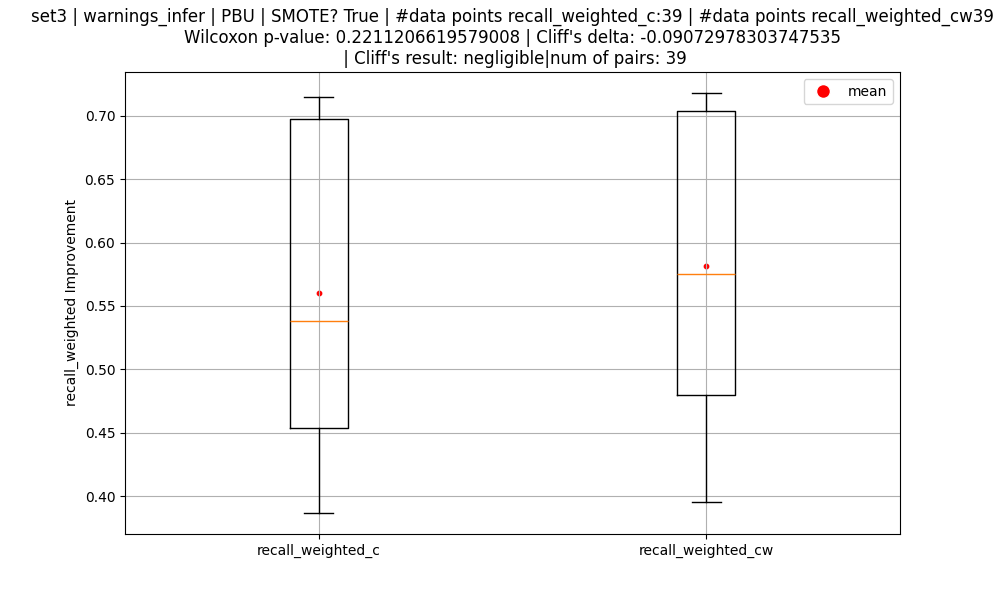 set3 | warnings_infer | PBU | SMOTE? True | #data points recall_weighted_c:39 | #data points recall_weighted_cw39
Wilcoxon p-value: 0.2211206619579008 | Cliff's delta: -0.09072978303747535
| Cliff's result: negligible|num of pairs: 39
mean
recall_weighted Improvement
0.70
0.65
0.60
0.55
0.50
0.45
0.40
recall_weighted_c
recall_weighted_cw